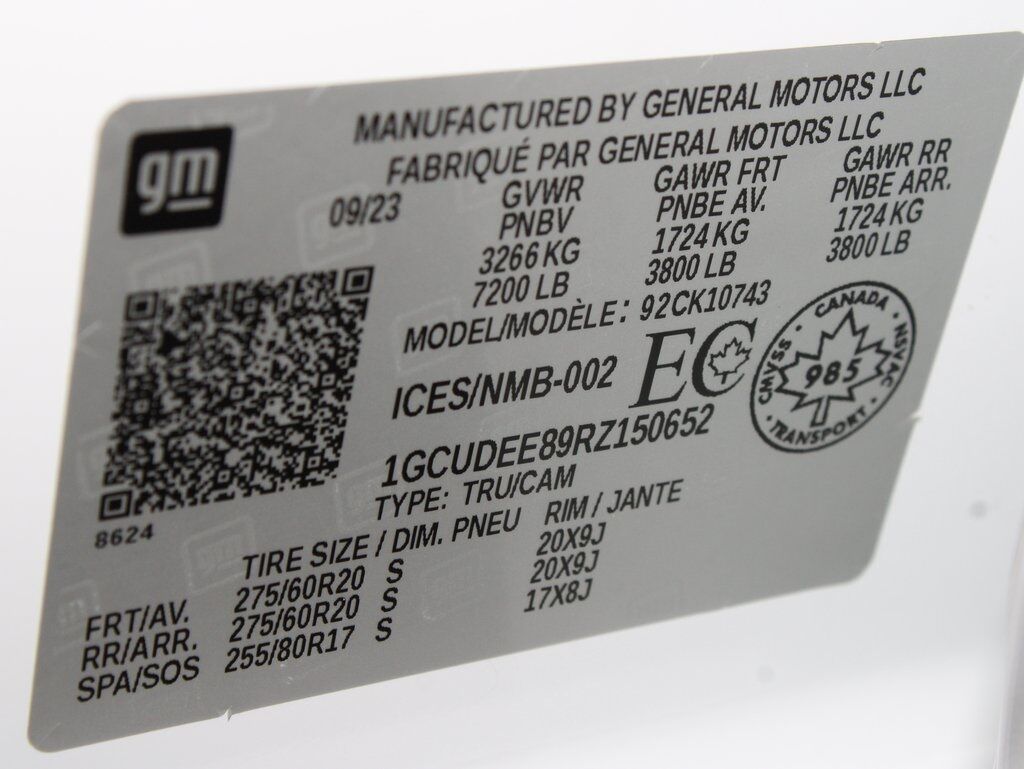 gm
MANUFACTURED BY GENERAL MOTORS LLC
FABRIQUÉ PAR GENERAL MOTORS LLC
09/23 GVWR GAWR FRT GAWR RR
PNBV PNBE AV. PNBE ARR.
3266 KG 1724 KG 1724 KG
7200 LB 3800 LB 3800 LB
MODEL/MODÈLE: 92CK10743
ICES/NMB-002 EC
CANADA
CMVSS 985 NSVAC
TRANSPORT
1GCUDEE89RZ150652
TYPE: TRU/CAM
8624
TIRE SIZE / DIM. PNEU RIM / JANTE
FRT/AV. 275/60R20 S 20X9J
RR/ARR. 275/60R20 S 20X9J
SPA/SOS 255/80R17 S 17X8J